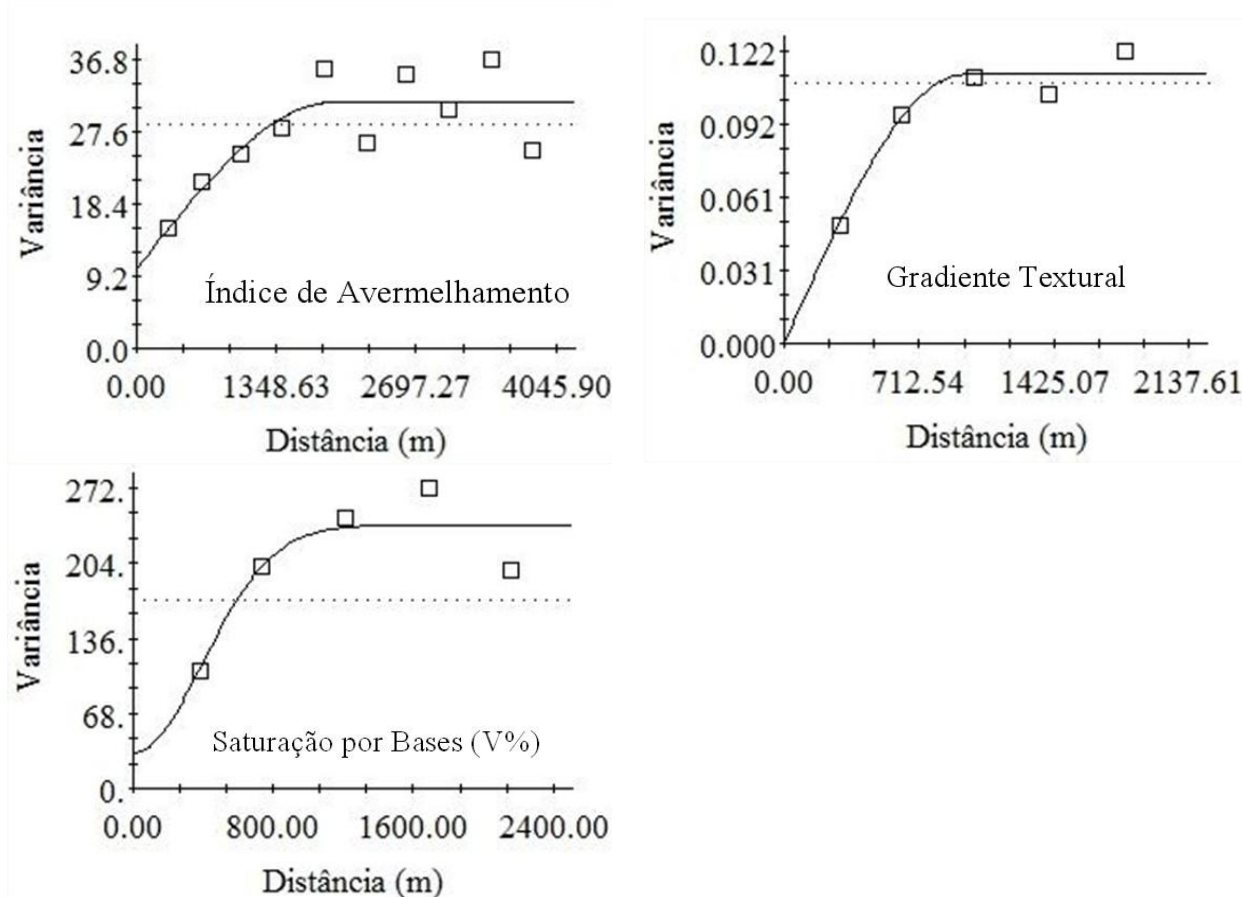 36.8
27.6
18.4
9.2
0.0
Variância
Índice de Avermelhamento
0.00 1348.63 2697.27 4045.90
Distância (m)
0.122
0.092
0.061
0.031
0.000
Variância
Gradiente Textural
0.00 712.54 1425.07 2137.61
Distância (m)
272.
204.
136.
68.
0.
Variância
Saturação por Bases (V%)
0.00 800.00 1600.00 2400.00
Distância (m)